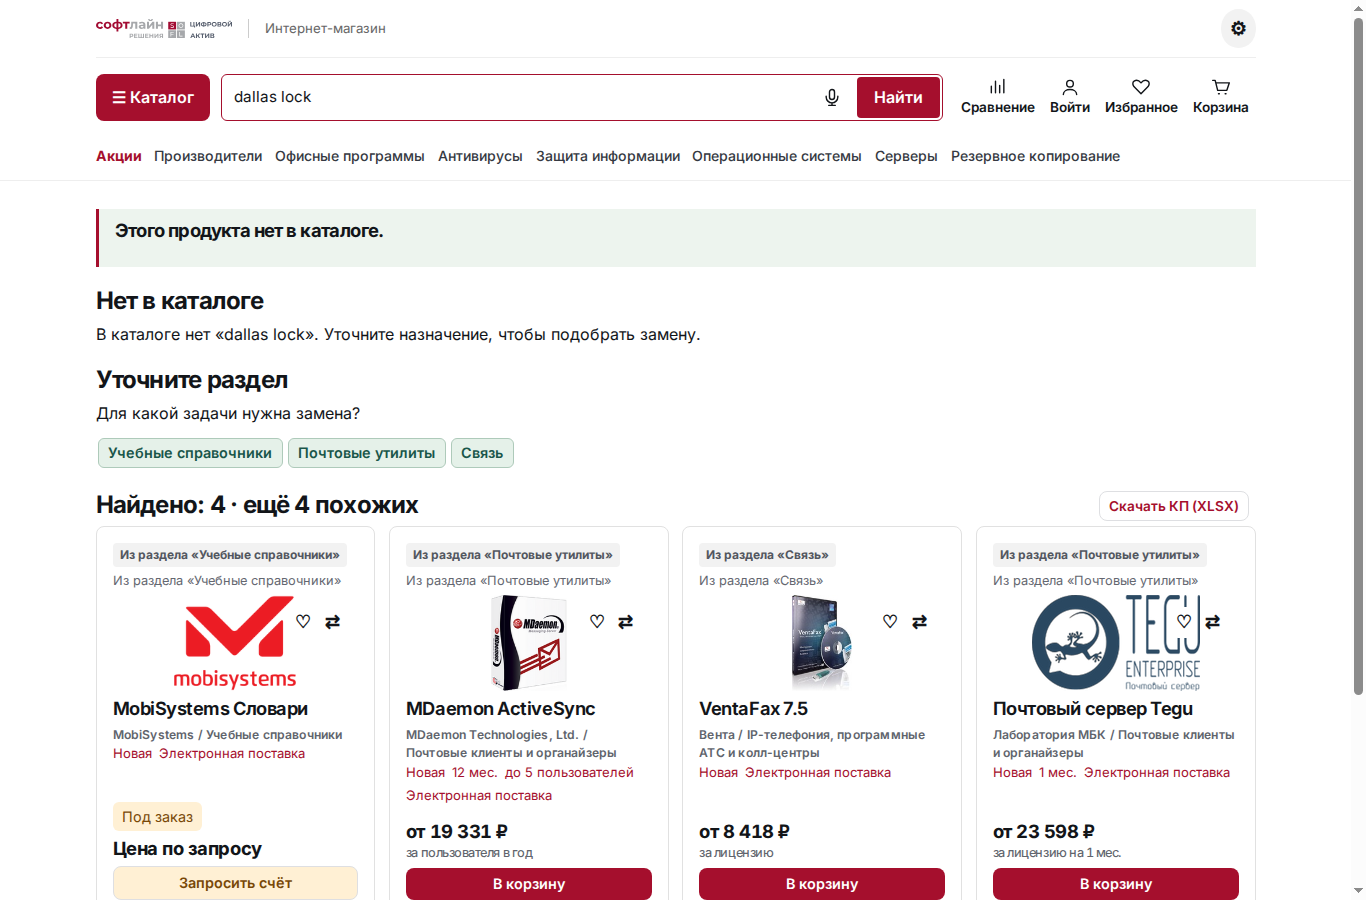 софтлайн
РЕШЕНИЯ
ЦИФРОВОЙ
АКТИВ
Интернет-магазин
☰ Каталог
dallas lock
Найти
Сравнение
Войти
Избранное
Корзина
Акции Производители Офисные программы Антивирусы Защита информации Операционные системы Серверы Резервное копирование
Этого продукта нет в каталоге.
Нет в каталоге
В каталоге нет «dallas lock». Уточните назначение, чтобы подобрать замену.
Уточните раздел
Для какой задачи нужна замена?
Учебные справочники
Почтовые утилиты
Связь
Найдено: 4 · ещё 4 похожих
Скачать КП (XLSX)
Из раздела «Учебные справочники»
Из раздела «Учебные справочники»
mobisystems
MobiSystems Словари
MobiSystems / Учебные справочники
Новая Электронная поставка
Под заказ
Цена по запросу
Запросить счёт
Из раздела «Почтовые утилиты»
Из раздела «Почтовые утилиты»
MDaemon
MDaemon ActiveSync
MDaemon Technologies, Ltd. /
Почтовые клиенты и органайзеры
Новая 12 мес. до 5 пользователей
Электронная поставка
от 19 331 ₽
за пользователя в год
В корзину
Из раздела «Связь»
Из раздела «Связь»
VentaFax
VentaFax 7.5
Вента / IP-телефония, программные
АТС и колл-центры
Новая Электронная поставка
от 8 418 ₽
за лицензию
В корзину
Из раздела «Почтовые утилиты»
Из раздела «Почтовые утилиты»
TEGU
ENTERPRISE
Почтовый сервер
Почтовый сервер Tegu
Лаборатория МБК / Почтовые клиенты
и органайзеры
Новая 1 мес. Электронная поставка
от 23 598 ₽
за лицензию на 1 мес.
В корзину